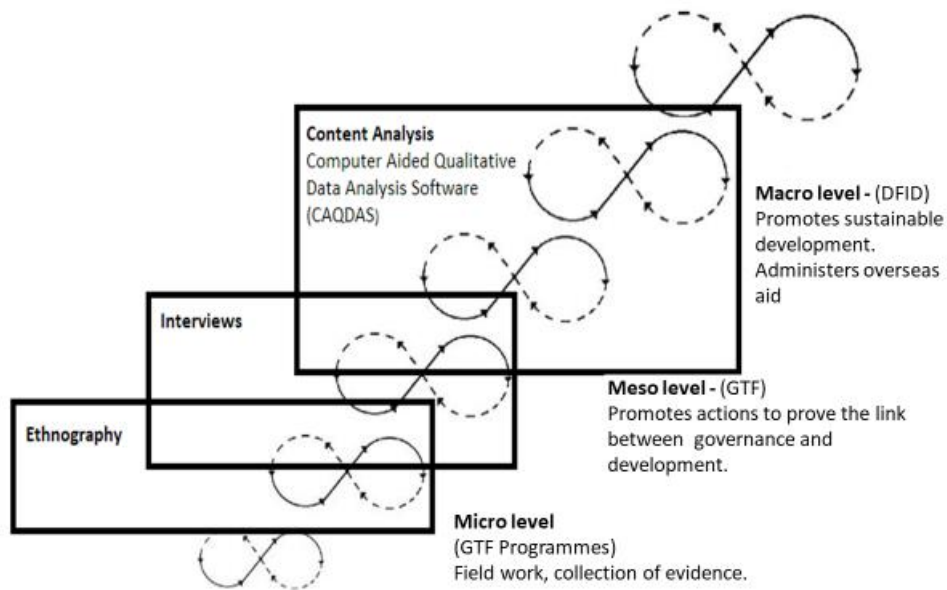 Content Analysis
Computer Aided Qualitative
Data Analysis Software
(CAQDAS)
Macro level - (DFID)
Promotes sustainable
development.
Administers overseas
aid
Interviews
Meso level - (GTF)
Promotes actions to prove the link
between governance and
development.
Ethnography
Micro level
(GTF Programmes)
Field work, collection of evidence.